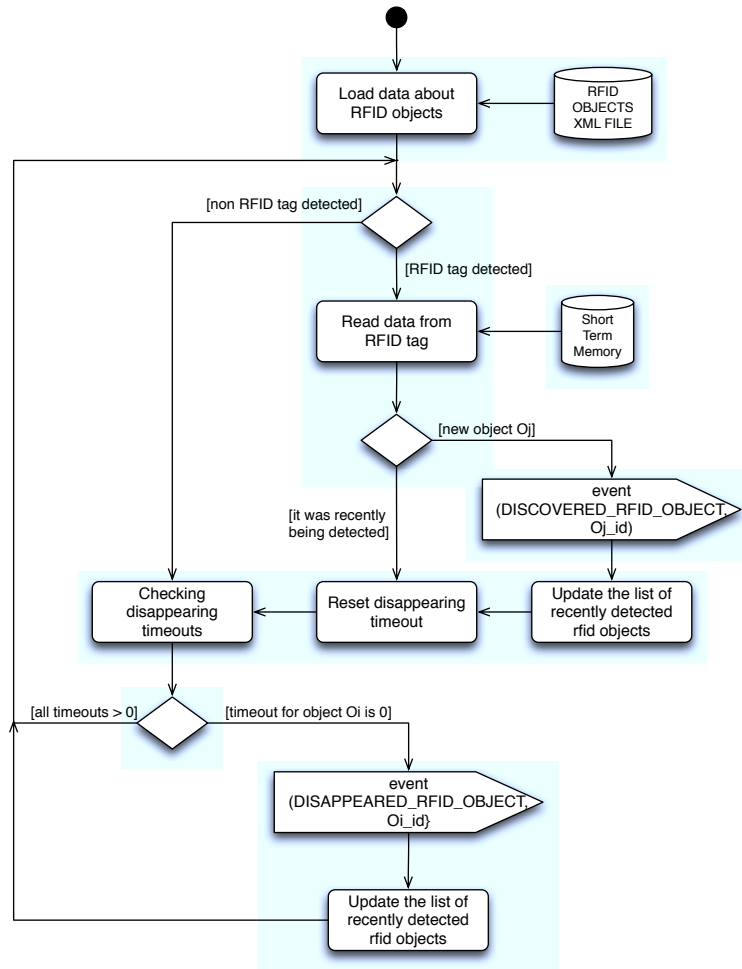 Load data about
RFID objects
RFID
OBJECTS
XML FILE
[non RFID tag detected]
[RFID tag detected]
Read data from
RFID tag
Short
Term
Memory
[new object Oj]
[it was recently
being detected]
event
(DISCOVERED_RFID_OBJECT,
Oj_id)
Checking
disappearing
timeouts
Reset disappearing
timeout
Update the list of
recently detected
rfid objects
[all timeouts > 0]
[timeout for object Oi is 0]
event
(DISAPPEARED_RFID_OBJECT,
Oi_id}
Update the list of
recently detected
rfid objects